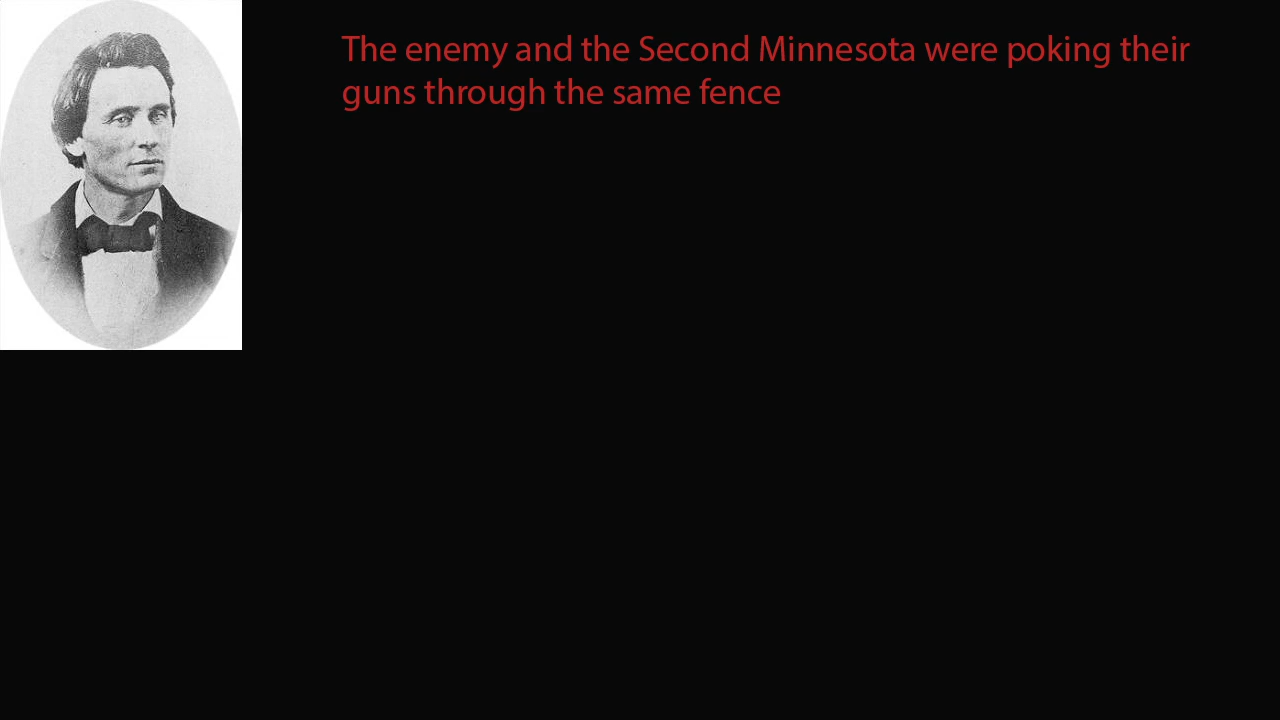 The enemy and the Second Minnesota were poking their
guns through the same fence